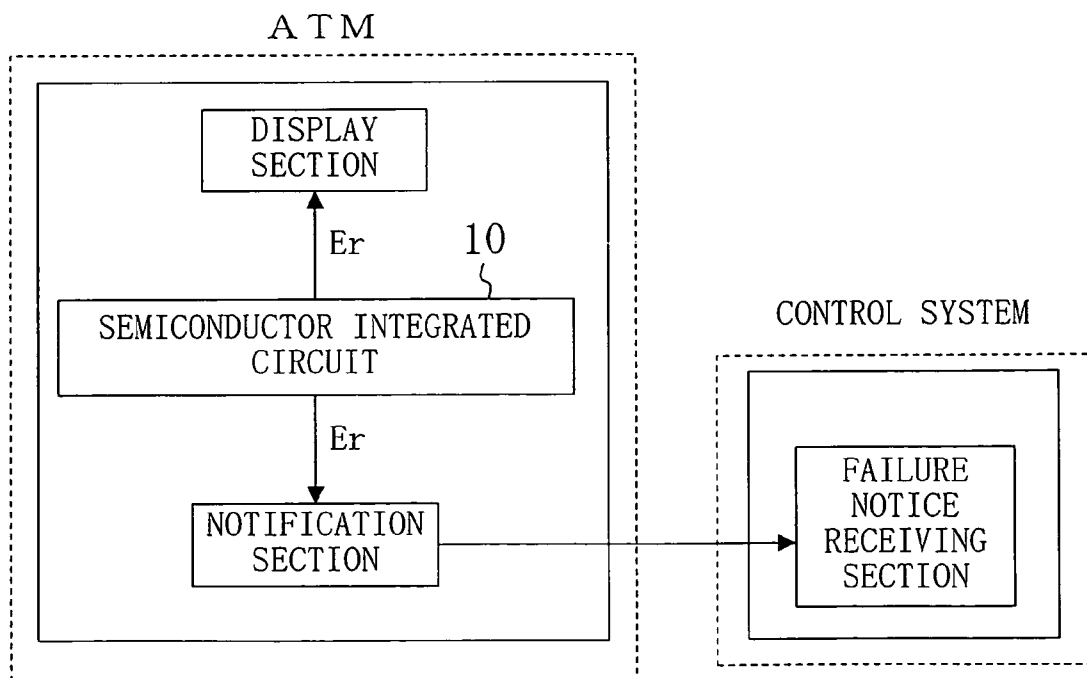 ATM
DISPLAY
SECTION
Er
10
SEMICONDUCTOR INTEGRATED
CIRCUIT
Er
NOTIFICATION
SECTION
CONTROL SYSTEM
FAILURE
NOTICE
RECEIVING
SECTION